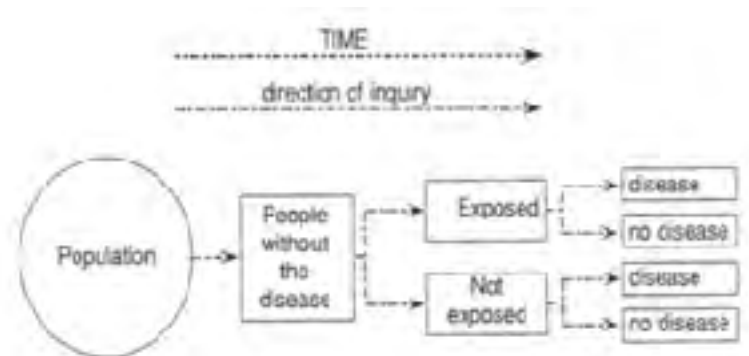 TIME
direction of inquiry
Population
People
without
the
disease
Exposed
Not
exposed
disease
no disease
disease
no disease